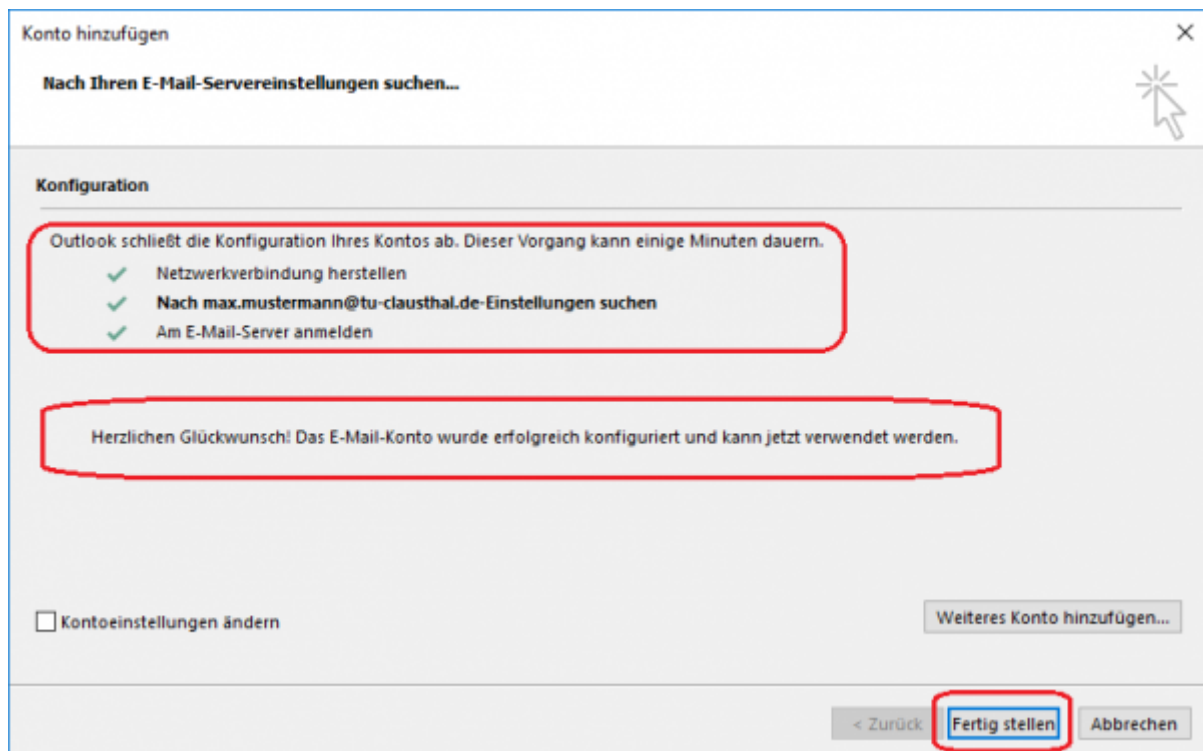 Konto hinzufügen
Nach Ihren E-Mail-Servereinstellungen suchen...
Konfiguration
Outlook schließt die Konfiguration Ihres Kontos ab. Dieser Vorgang kann einige Minuten dauern.
Netzwerkverbindung herstellen
Nach max.mustermann@tu-clausthal.de-Einstellungen suchen
Am E-Mail-Server anmelden
Herzlichen Glückwunsch! Das E-Mail-Konto wurde erfolgreich konfiguriert und kann jetzt verwendet werden.
Kontoeinstellungen ändern
Weiteres Konto hinzufügen...
< Zurück Fertig stellen Abbrechen